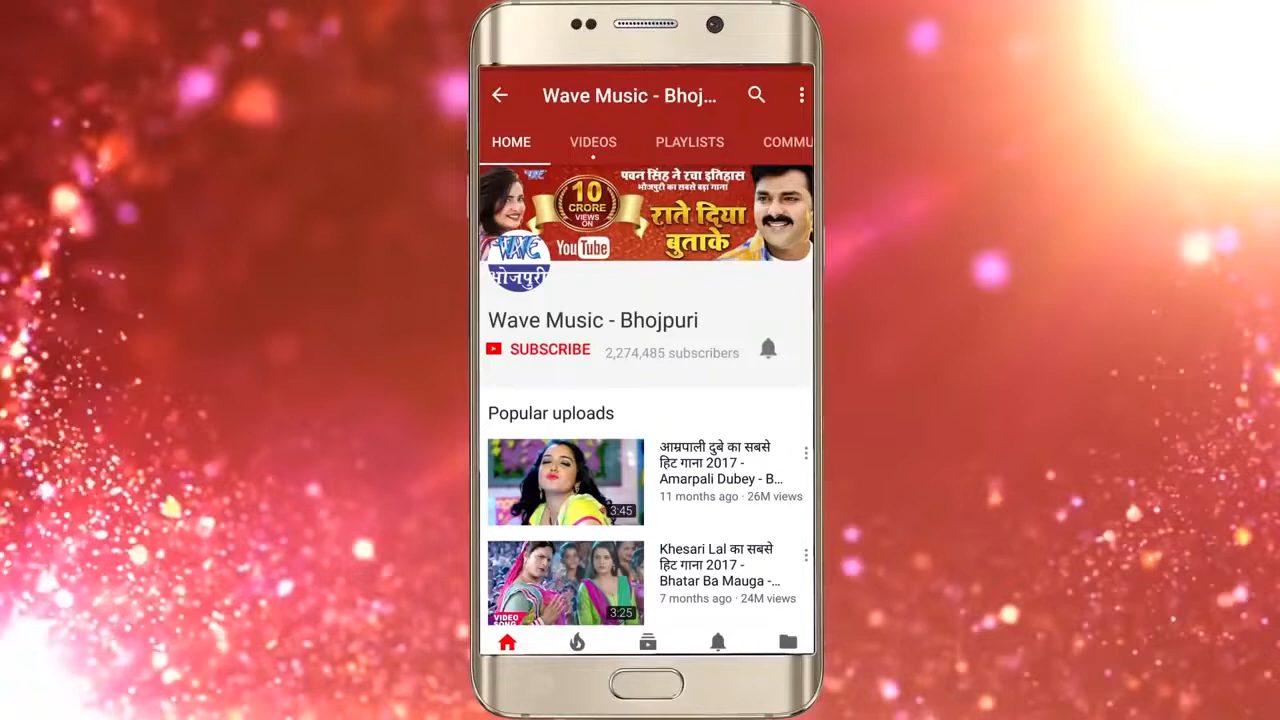 Wave Music - Bhoj...
HOME VIDEOS PLAYLISTS COMMU
पवन सिंह ने रचा इतिहास
भोजपुरी का सबसे बड़ा गाना
10
CRORE
VIEWS
ON
राते दिया
बुताके
YouTube
WAVE
भोजपुरी
Wave Music - Bhojpuri
SUBSCRIBE 2,274,485 subscribers
Popular uploads
आम्रपाली दुबे का सबसे
हिट गाना 2017 -
Amarpali Dubey - B...
11 months ago · 26M views
3:45
Khesari Lal का सबसे
हिट गाना 2017 -
Bhatar Ba Mauga -...
7 months ago · 24M views
3:25
VIDEO
SONG